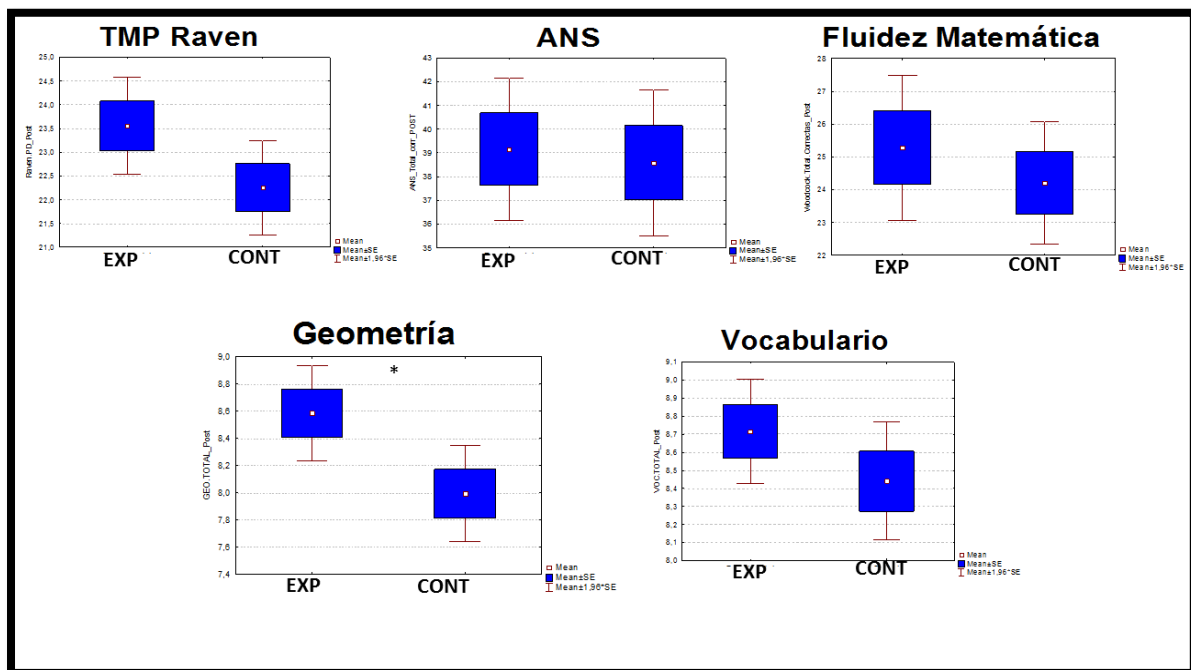 TMP Raven
25,0
24,5
24,0
23,5
23,0
22,5
22,0
21,5
21,0
Raven.PD_Post
EXP
CONT
Mean
Mean±SE
Mean±1,96*SE
ANS
43
42
41
40
39
38
37
36
35
ANS_Total_corr_POST
EXP
CONT
Mean
Mean±SE
Mean±1,96*SE
Fluidez Matemática
28
27
26
25
24
23
22
Woodcock.Total.Correctas_Post
EXP
CONT
Mean
Mean±SE
Mean±1,96*SE
Geometría
9,0
8,8
8,6
8,4
8,2
8,0
7,8
7,6
7,4
GEO.TOTAL_Post
*
EXP
CONT
Mean
Mean±SE
Mean±1,96*SE
Vocabulario
9,1
9,0
8,9
8,8
8,7
8,6
8,5
8,4
8,3
8,2
8,1
8,0
VOC.TOTAL_Post
EXP
CONT
Mean
Mean±SE
Mean±1,96*SE